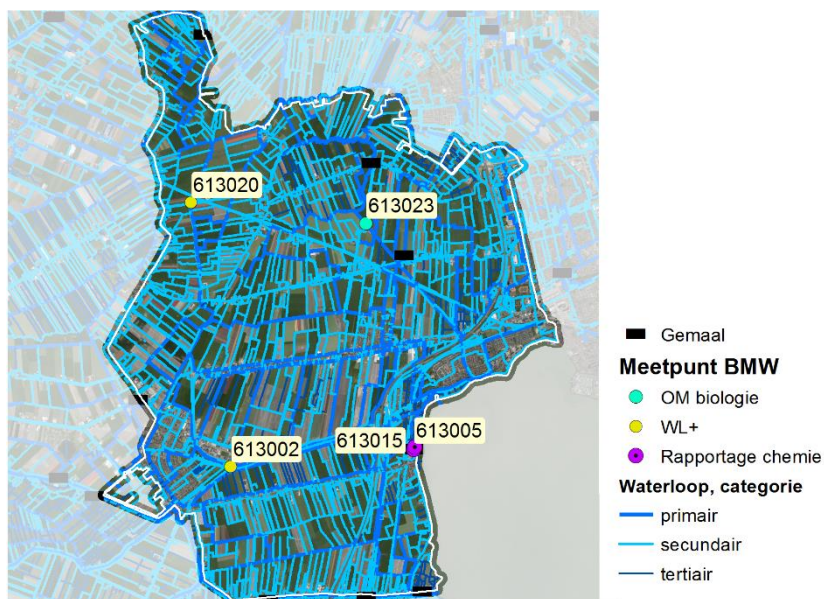 613020
613023
613015
613005
613002
Gemaal
Meetpunt BMW
OM biologie
WL+
Rapportage chemie
Waterloop, categorie
primair
secundair
tertiair